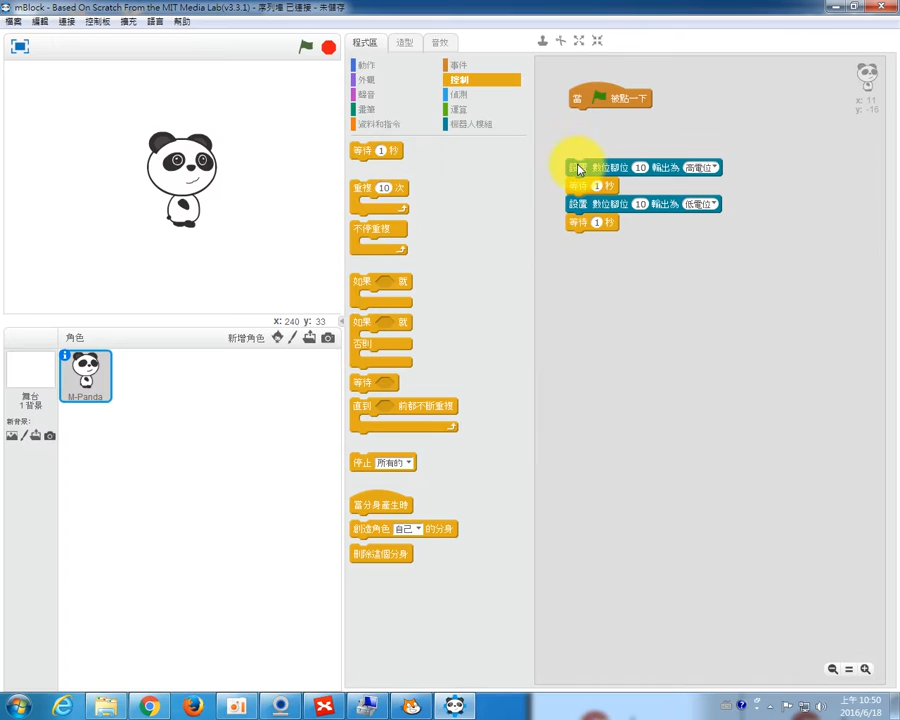 mBlock - Based On Scratch From the MIT Media Lab(v3.3.1) - 序列埠 已連接 - 未儲存
檔案 編輯 連接 控制板 擴充 語言 幫助
程式區 造型 音效
動作 事件
外觀 控制
聲音 偵測
畫筆 運算
資料和指令 機器人模組
等待 1 秒
重複 10 次
不停重複
如果 就
如果 就
否則
等待
直到 前都不斷重複
停止 所有的
當分身產生時
創造角色 自己 的分身
刪除這個分身
當 被點一下
設置 數位腳位 10 輸出為 高電位
等待 1 秒
設置 數位腳位 10 輸出為 低電位
等待 1 秒
x: 11
y: -16
x: 240 y: 33
角色 新增角色:
舞台
1 背景
新背景:
M-Panda
上午 10:50
2016/6/18